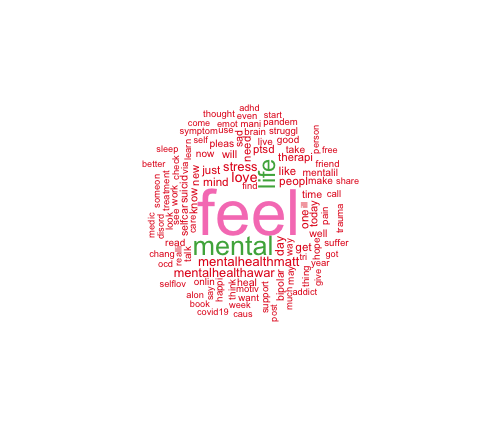 adhd
thought even start
come emot mani pandem
symptom use brain struggl person
learn self sad live good
sleep via pleas need ptsd take free
check now will therapi friend
better just stress like mentalil
someon treatment work suicid new mind love find life peopl make share
medic disord look see selfcar know care feel one ill time today call pain trauma
mental day way get well hope suffer
read realli talk mentalhealthmatt tri got
chang mentalhealthawar may thing year
ocd onlin heal bipolar give
selflov say happi think motiv support much addict
alon want
book week post
covid19 caus